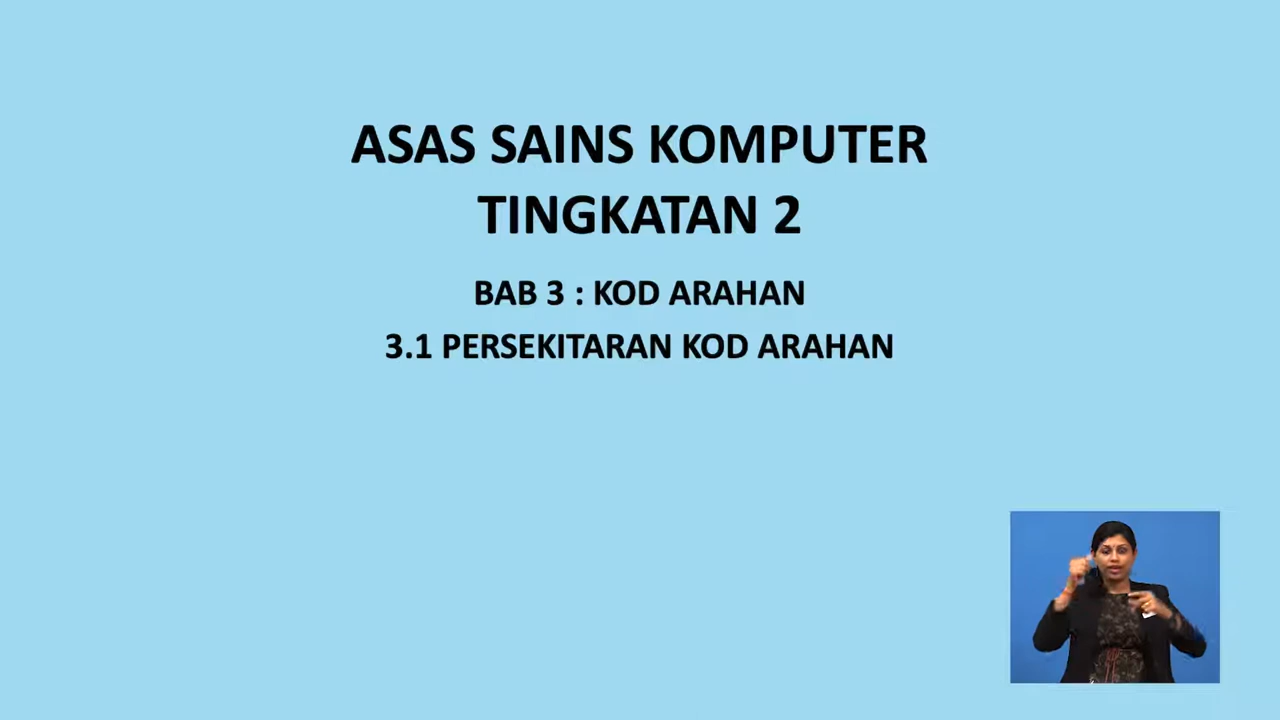 ASAS SAINS KOMPUTER
TINGKATAN 2
BAB 3 : KOD ARAHAN
3.1 PERSEKITARAN KOD ARAHAN